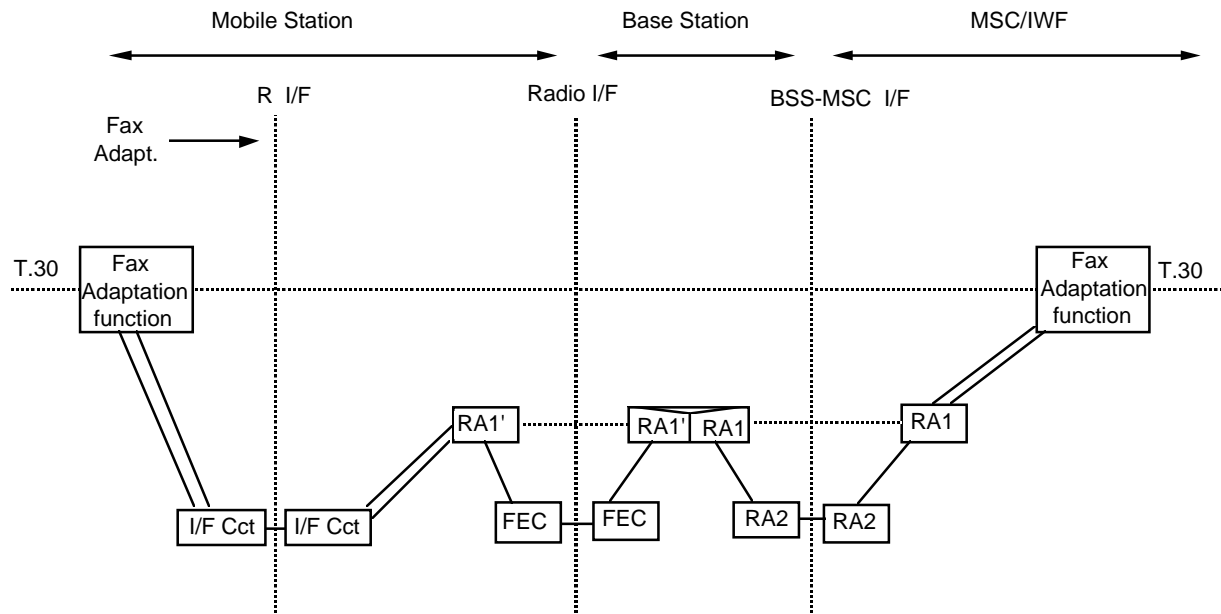 Mobile Station
Base Station
MSC/IWF
R I/F
Radio I/F
BSS-MSC I/F
Fax
Adapt.
T.30
Fax
Adaptation
function
Fax
Adaptation
function
T.30
RA1'
RA1'
RA1
RA1
I/F Cct
I/F Cct
FEC
FEC
RA2
RA2